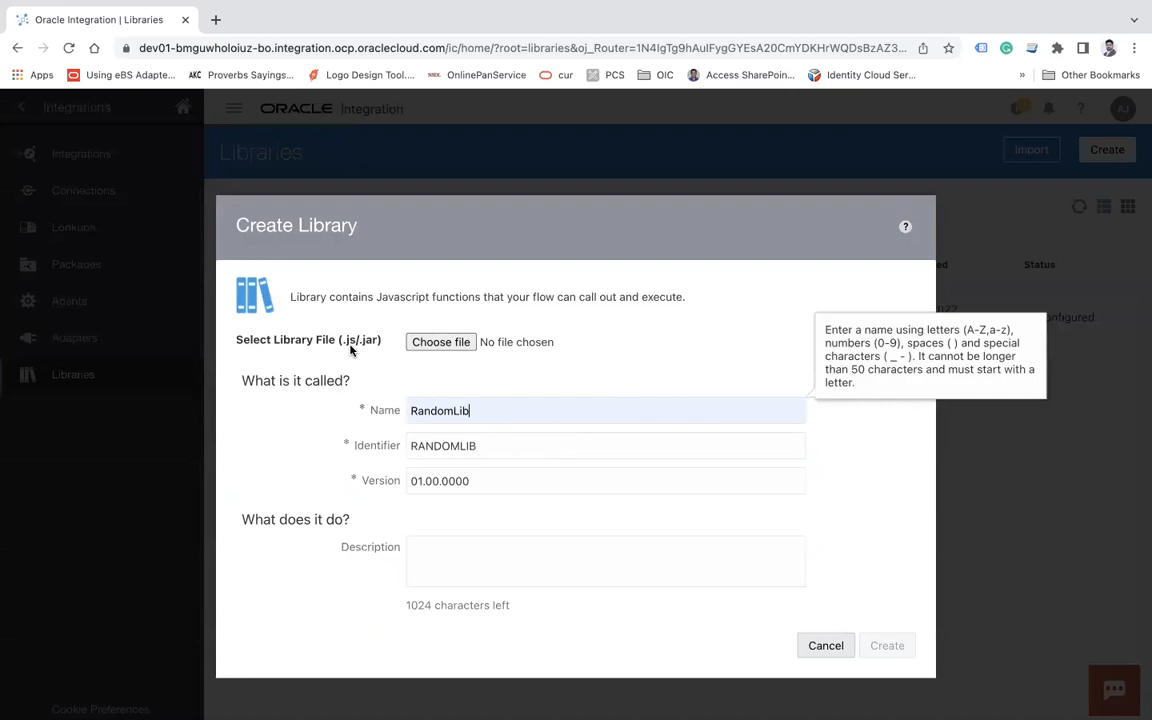 Oracle Integration | Libraries
dev01-bmguwholoiuz-bo.integration.ocp.oraclecloud.com/ic/home/?root=libraries&oj_Router=1N4IgTg9hAulFygGYEsA20CmYDKHrWQDsBzAZ3...
Apps
Using eBS Adapte...
AKC Proverbs Sayings...
Logo Design Tool....
OnlinePanService
cur
PCS
OIC
Access SharePoin...
Identity Cloud Ser...
»
Other Bookmarks
Integrations
ORACLE Integration
AJ
Libraries
Import
Create
Integrations
Connections
Lookups
Packages
Agents
Adapters
Libraries
Cookie Preferences
ed
Status
2022
onfigured
Create Library
?
Library contains Javascript functions that your flow can call out and execute.
Select Library File (.js/.jar)
Choose file No file chosen
What is it called?
* Name RandomLib
* Identifier RANDOMLIB
* Version 01.00.0000
What does it do?
Description
1024 characters left
Cancel
Create
Enter a name using letters (A-Z,a-z),
numbers (0-9), spaces ( ) and special
characters ( _ - ). It cannot be longer
than 50 characters and must start with a
letter.